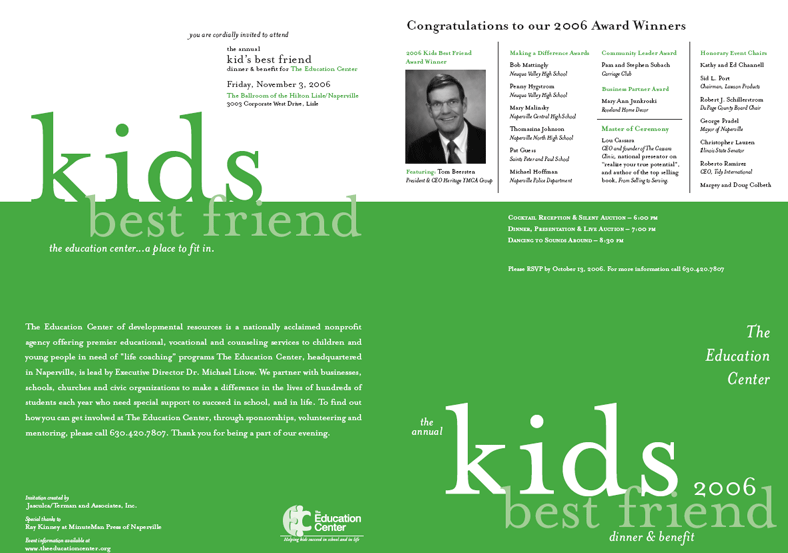 you are cordially invited to attend
the annual
kid's best friend
dinner & benefit for The Education Center
Friday, November 3, 2006
The Ballroom of the Hilton Lisle/Naperville
3003 Corporate West Drive, Lisle
kids
best friend
the education center...a place to fit in.
The Education Center of developmental resources is a nationally acclaimed nonprofit
agency offering premier educational, vocational and counseling services to children and
young people in need of "life coaching" programs The Education Center, headquartered
in Naperville, is lead by Executive Director Dr. Michael Litow. We partner with businesses,
schools, churches and civic organizations to make a difference in the lives of hundreds of
students each year who need special support to succeed in school, and in life. To find out
how you can get involved at The Education Center, through sponsorships, volunteering and
mentoring, please call 630.420.7807. Thank you for being a part of our evening.
Invitation created by
Jasculca/Terman and Associates, Inc.
Special thanks to
Ray Kinney at MinuteMan Press of Naperville
Event information available at
www.theeducationcenter.org
The
Education
Center
Helping kids succeed in school and in life
Congratulations to our 2006 Award Winners
2006 Kids Best Friend
Award Winner
Featuring: Tom Beerstra
President & CEO Heritage YMCA Group
Making a Difference Awards
Bob Mattingly
Neuqua Valley High School
Penny Hygstrom
Neuqua Valley High School
Mary Malinsky
Naperville Central High School
Thomasina Johnson
Naperville North High School
Pat Guess
Saints Peter and Paul School
Michael Hoffman
Naperville Police Department
Community Leader Award
Pam and Stephen Subach
Carriage Club
Business Partner Award
Mary Ann Junkroski
Roseland Home Decor
Master of Ceremony
Lou Cassara
CEO and founder of The Cassara
Clinic, national presentor on
"realize your true potential",
and author of the top selling
book, From Selling to Serving.
Honorary Event Chairs
Kathy and Ed Channell
Sid L. Port
Chairman, Lawson Products
Robert J. Schillerstrom
DuPage County Board Chair
George Pradel
Mayor of Naperville
Christopher Lauzen
Illinois State Senator
Roberto Ramirez
CEO, Tidy International
Margey and Doug Colbeth
Cocktail Reception & Silent Auction – 6:00 pm
Dinner, Presentation & Live Auction – 7:00 pm
Dancing to Sounds Abound – 8:30 pm
Please RSVP by October 13, 2006. For more information call 630.420.7807
The
Education
Center
the
annual
kids 2006
best friend
dinner & benefit